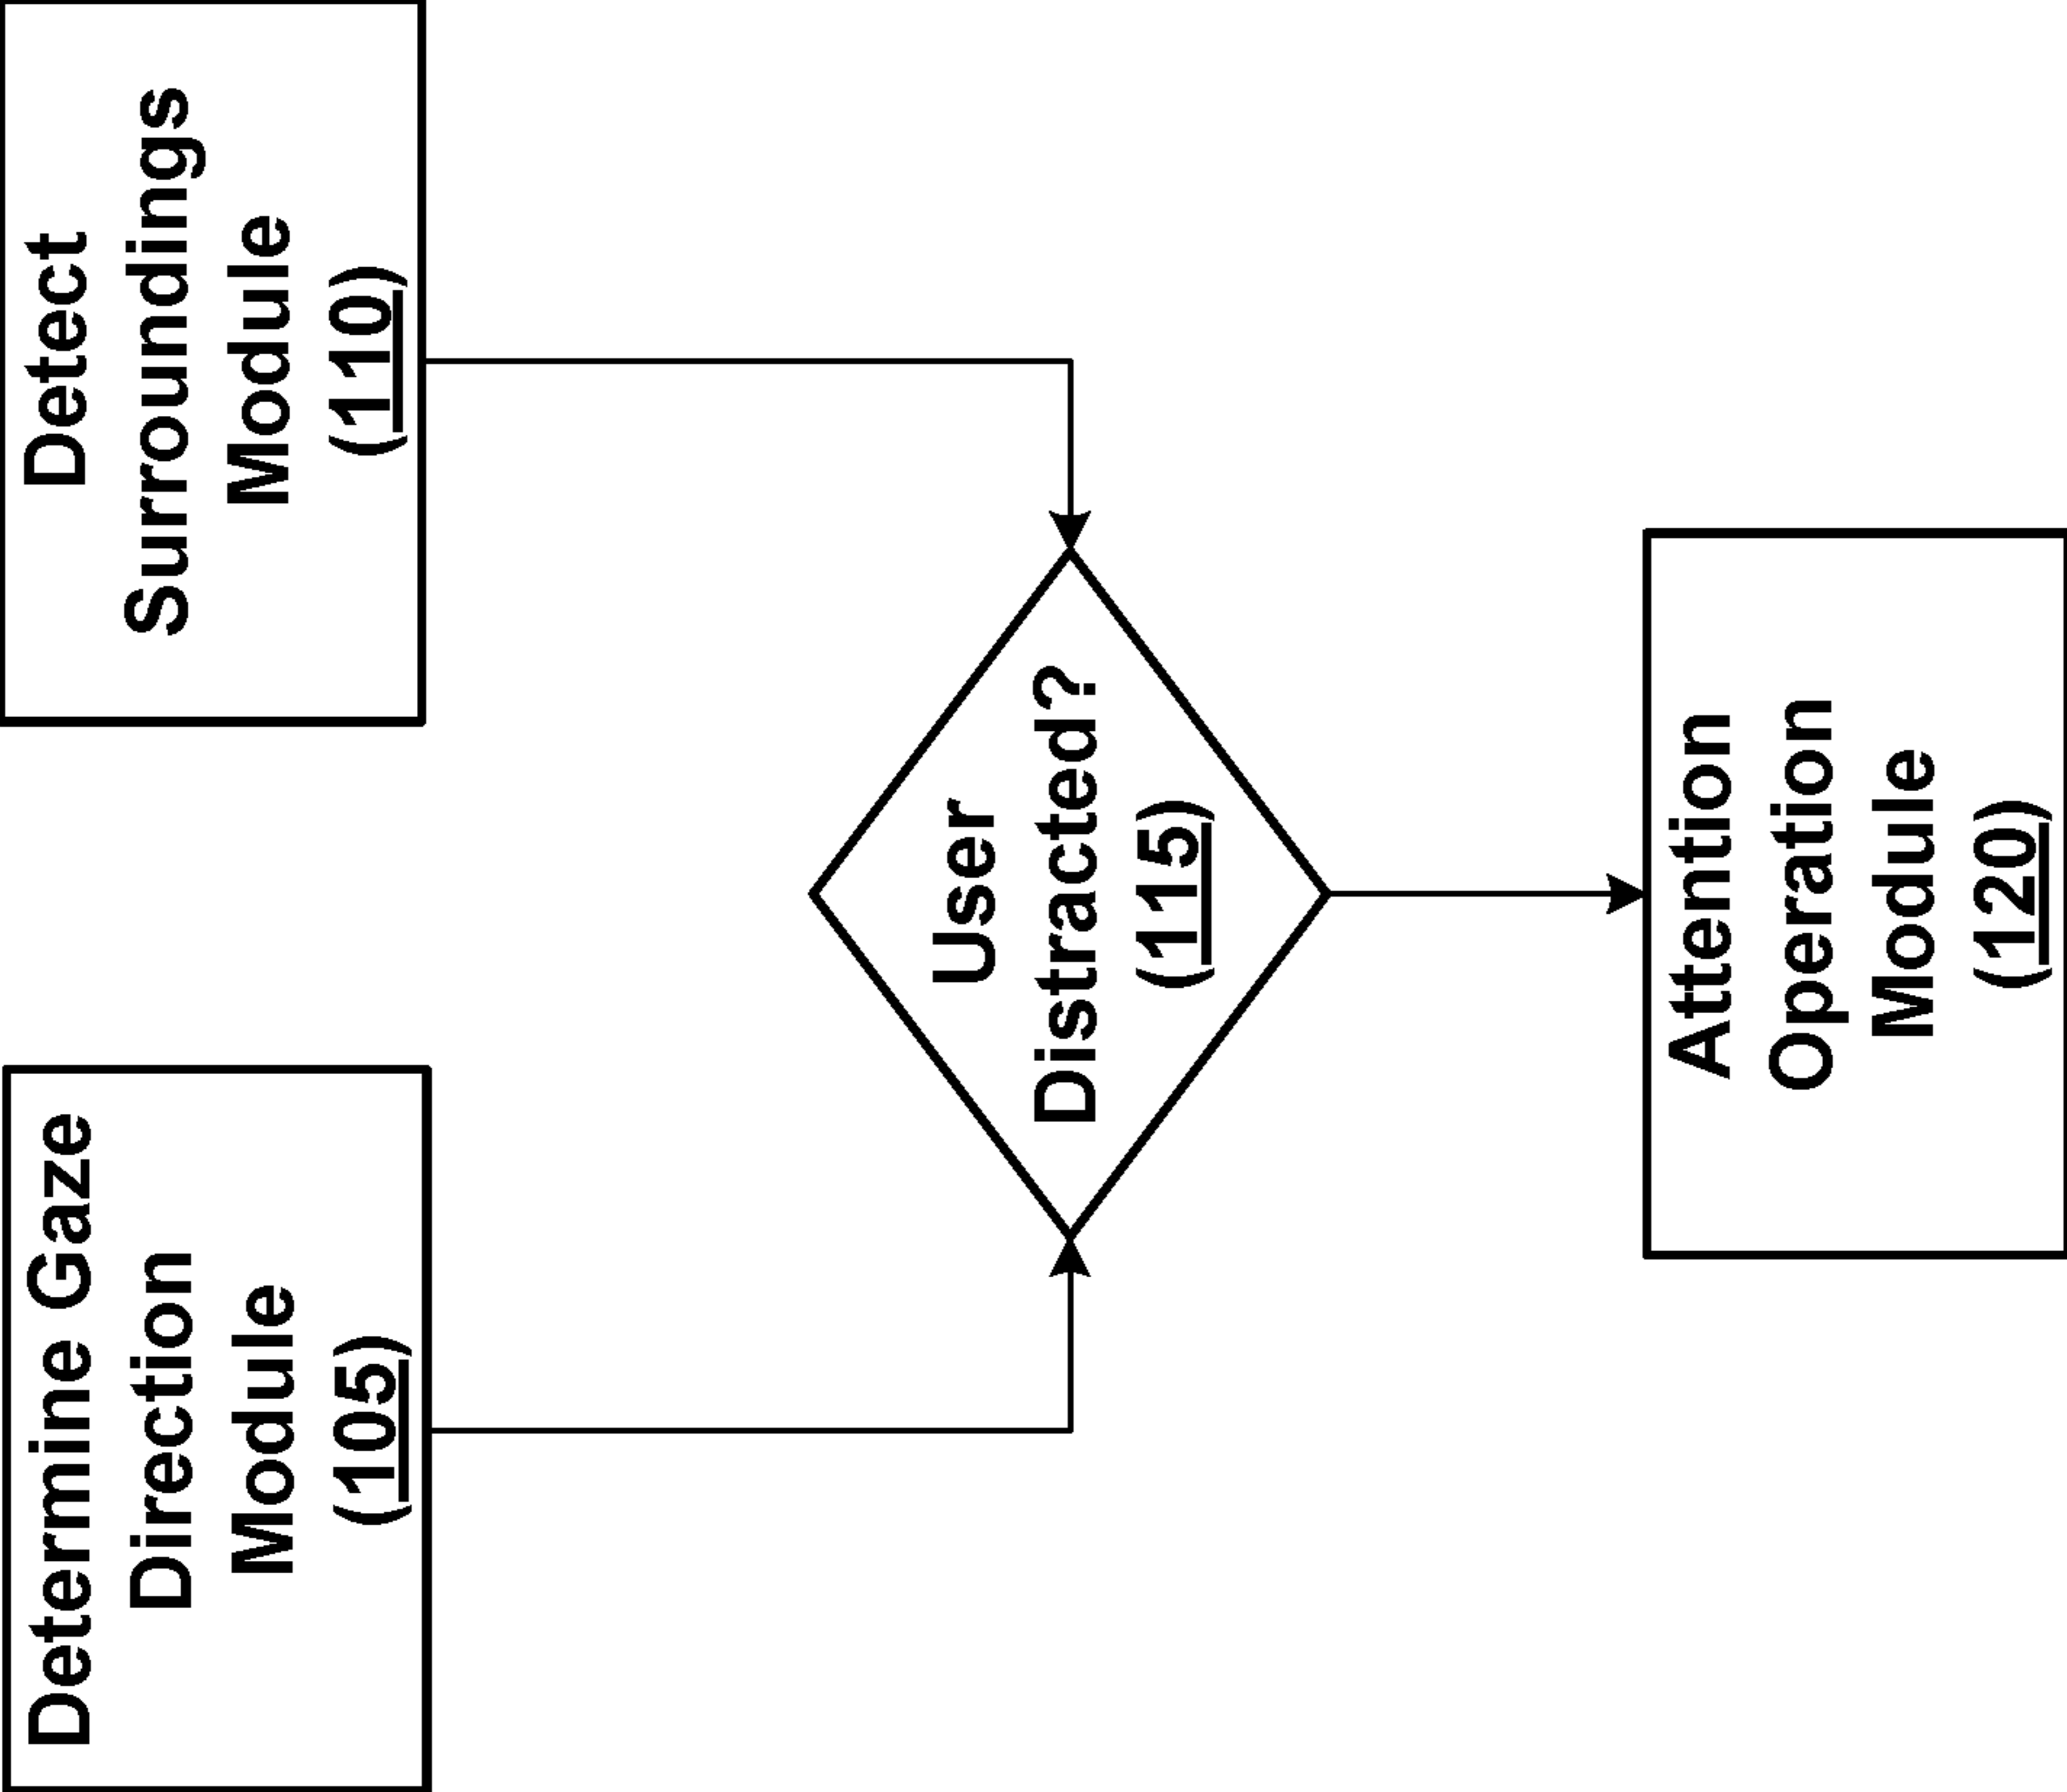 Determine Gaze
Direction
Module
(105)
Detect
Surroundings
Module
(110)
User
Distracted?
(115)
Attention
Operation
Module
(120)